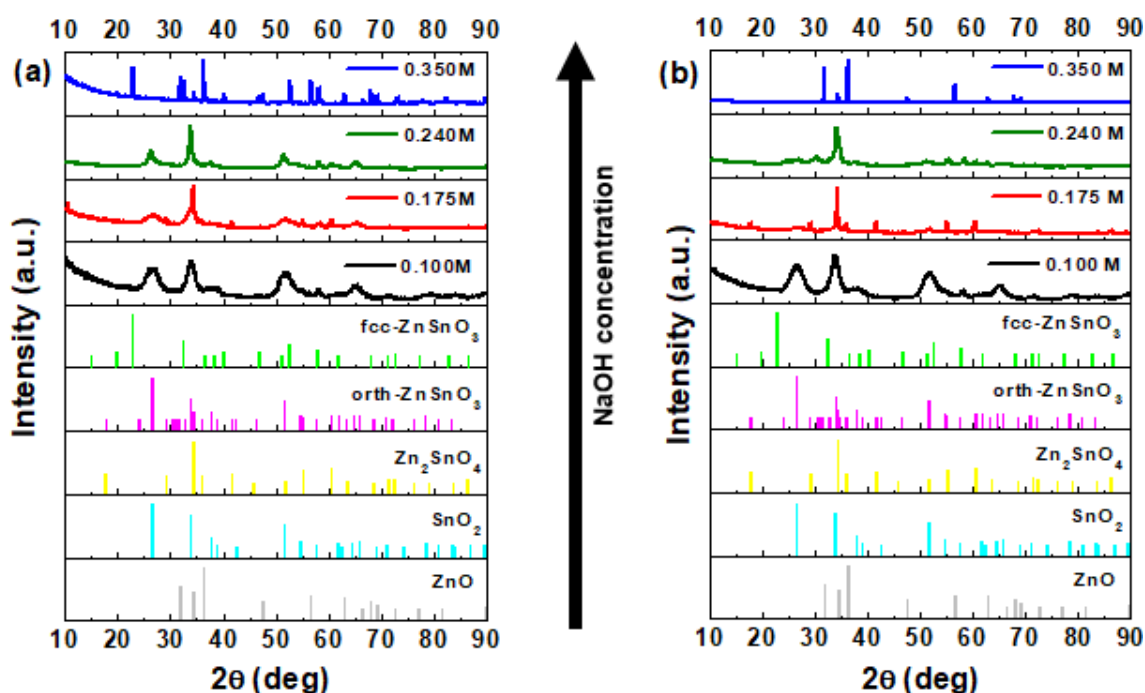 10 20 30 40 50 60 70 80 90
(a)
0.350M
0.240M
0.175M
0.100M
fcc-ZnSnO₃
orth-ZnSnO₃
Zn₂SnO₄
SnO₂
ZnO
10 20 30 40 50 60 70 80 90
2θ (deg)
Intensity (a.u.)
NaOH concentration
10 20 30 40 50 60 70 80 90
(b)
0.350M
0.240 M
0.175 M
0.100 M
fcc-ZnSnO₃
orth-ZnSnO₃
Zn₂SnO₄
SnO₂
ZnO
10 20 30 40 50 60 70 80 90
2θ (deg)
Intensity (a.u.)